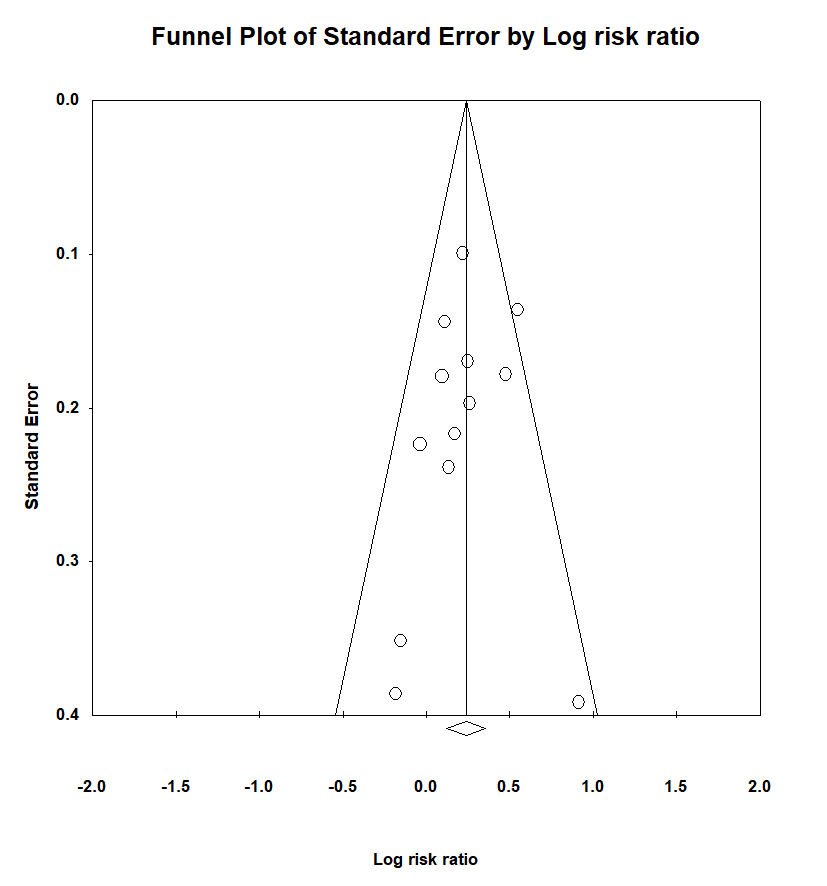 Funnel Plot of Standard Error by Log risk ratio
0.0
0.1
0.2
0.3
0.4
Standard Error
-2.0 -1.5 -1.0 -0.5 0.0 0.5 1.0 1.5 2.0
Log risk ratio